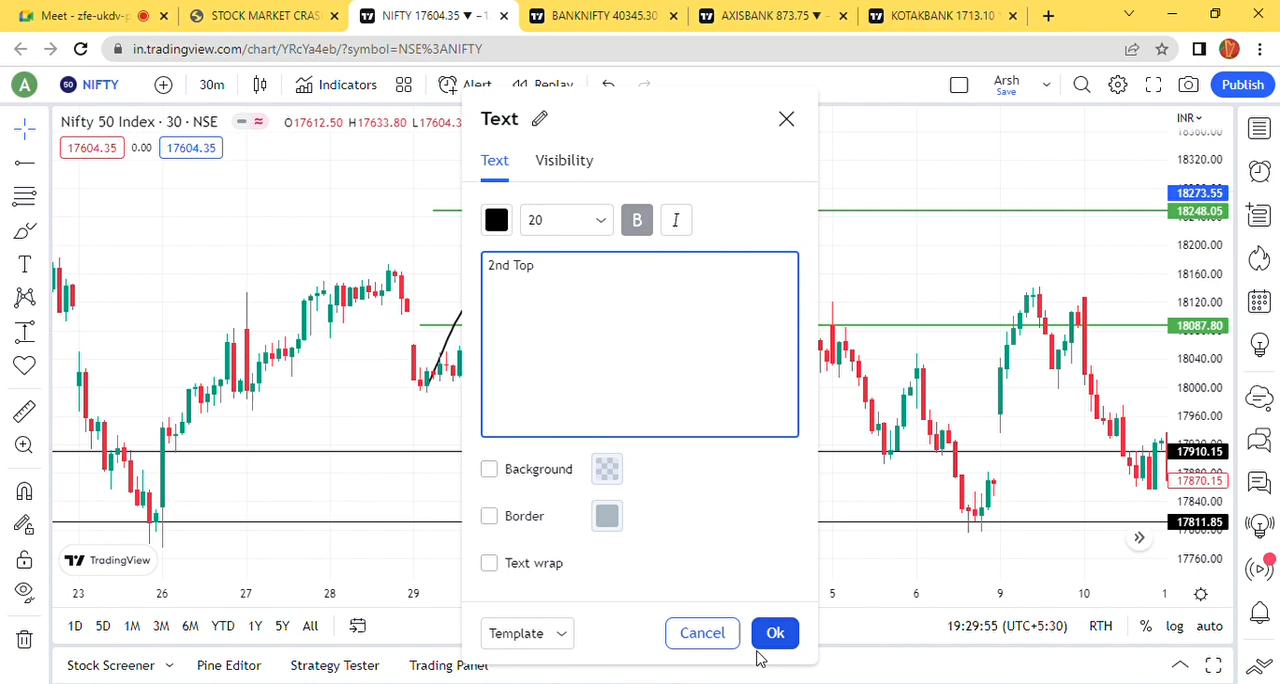 Meet - zfe-ukdv-p
STOCK MARKET CRAS
NIFTY 17604.35 ▼ −1.
BANKNIFTY 40345.30
AXISBANK 873.75 ▼ −
KOTAKBANK 1713.10
in.tradingview.com/chart/YRcYa4eb/?symbol=NSE%3ANIFTY
A
50 NIFTY
30m
Indicators
Alert
Replay
Arsh
Save
Publish
Nifty 50 Index · 30 · NSE
O17612.50 H17633.80 L17604.3
17604.35
0.00
17604.35
Text
Text
Visibility
20
B
I
2nd Top
Background
Border
Text wrap
Template
Cancel
Ok
INR
18360.00
18320.00
18273.55
18248.05
18200.00
18160.00
18120.00
18087.80
18040.00
18000.00
17960.00
17910.15
17870.15
17840.00
17811.85
17760.00
TradingView
23
26
27
28
29
5
6
9
10
1
1D
5D
1M
3M
6M
YTD
1Y
5Y
All
19:29:55 (UTC+5:30)
RTH
%
log
auto
Stock Screener
Pine Editor
Strategy Tester
Trading Panel